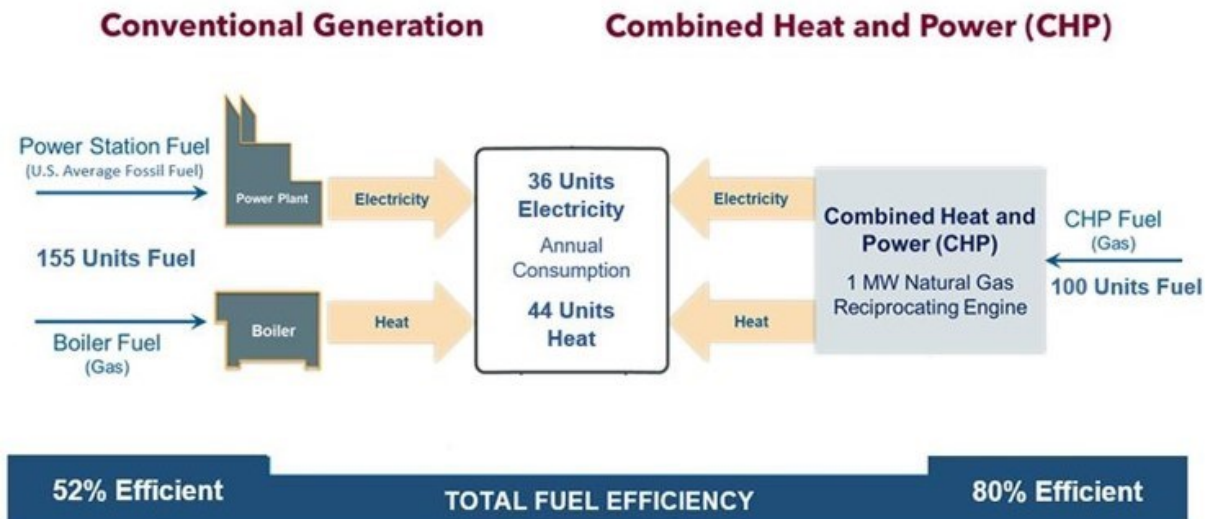 Conventional Generation
Combined Heat and Power (CHP)
Power Station Fuel
(U.S. Average Fossil Fuel)
Power Plant
Electricity
155 Units Fuel
Boiler Fuel
(Gas)
Boiler
Heat
36 Units
Electricity
Annual
Consumption
44 Units
Heat
Electricity
Heat
Combined Heat and
Power (CHP)
1 MW Natural Gas
Reciprocating Engine
CHP Fuel
(Gas)
100 Units Fuel
52% Efficient
TOTAL FUEL EFFICIENCY
80% Efficient